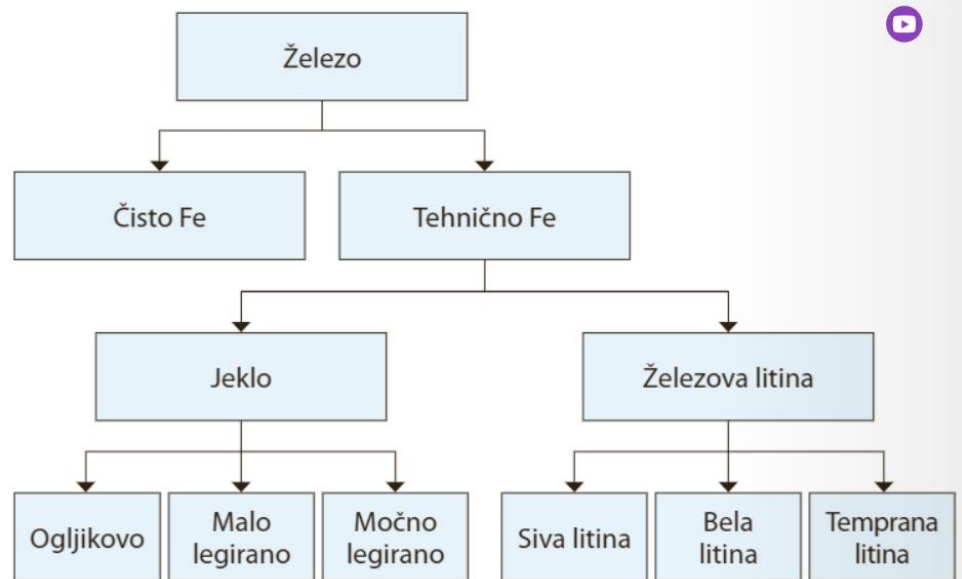 Železo
Čisto Fe
Tehnično Fe
Jeklo
Železova litina
Ogljikovo
Malo
legirano
Močno
legirano
Siva litina
Bela
litina
Temprana
litina